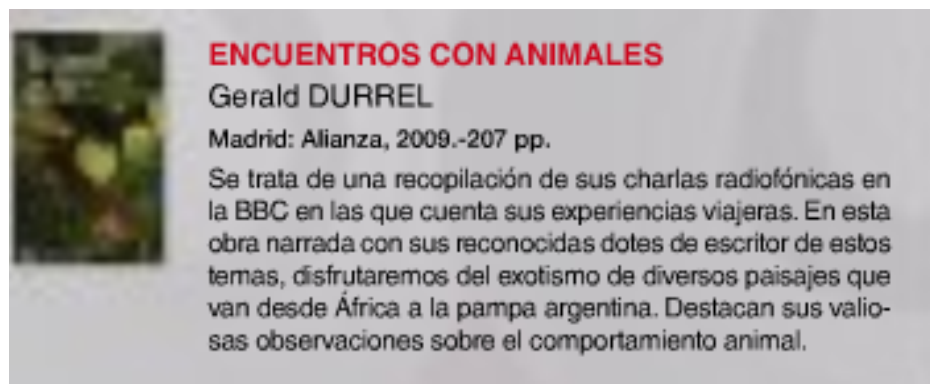 ENCUENTROS CON ANIMALES
Gerald DURREL
Madrid: Alianza, 2009.-207 pp.
Se trata de una recopilación de sus charlas radiofónicas en
la BBC en las que cuenta sus experiencias viajeras. En esta
obra narrada con sus reconocidas dotes de escritor de estos
temas, disfrutaremos del exotismo de diversos paisajes que
van desde África a la pampa argentina. Destacan sus valio-
sas observaciones sobre el comportamiento animal.